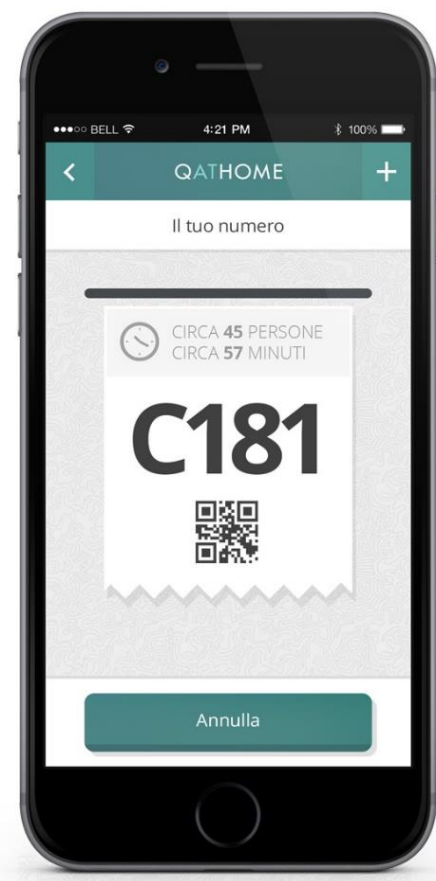 BELL 4:21 PM 100%
QATHOME
Il tuo numero
CIRCA 45 PERSONE
CIRCA 57 MINUTI
C181
Annulla